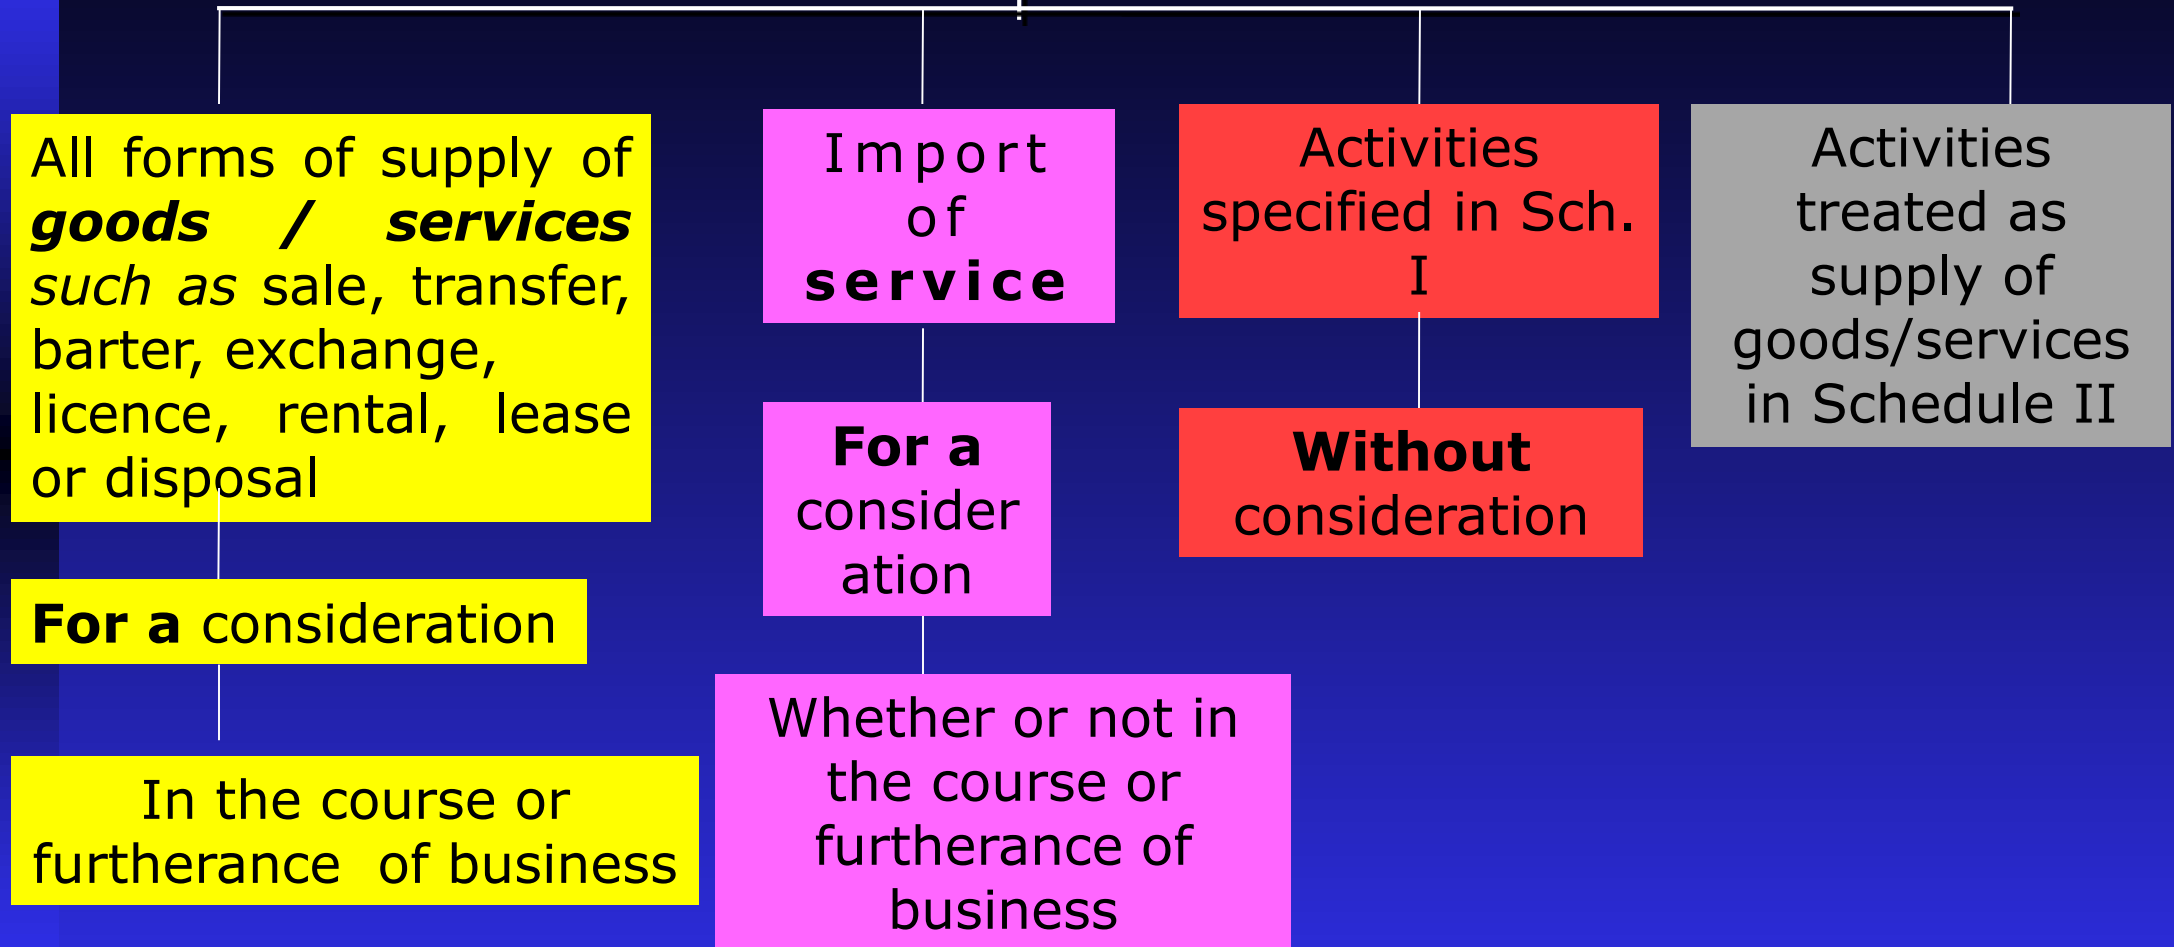 All forms of supply of
goods / services
such as sale, transfer,
barter, exchange,
licence, rental, lease
or disposal
For a consideration
In the course or
furtherance of business
Import
of
service
For a
consider
ation
Whether or not in
the course or
furtherance of
business
Activities
specified in Sch.
I
Without
consideration
Activities
treated as
supply of
goods/services
in Schedule II